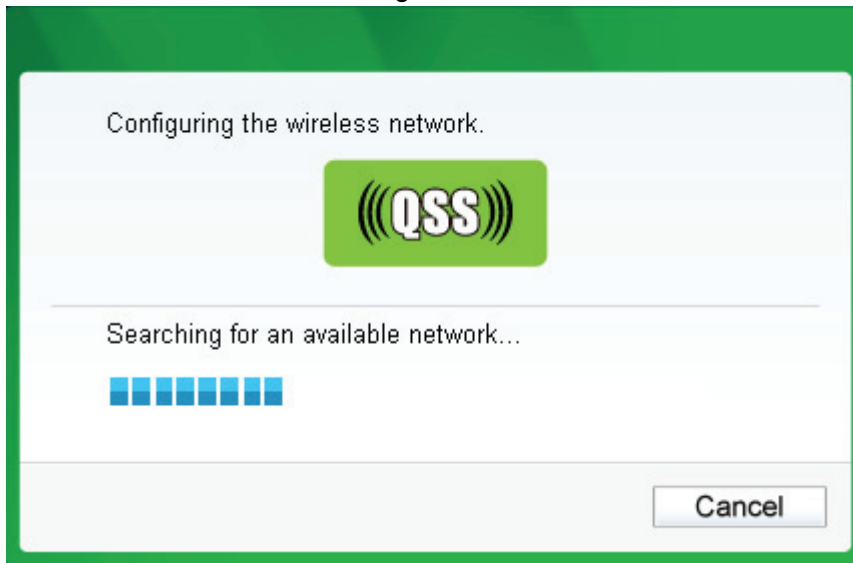 Configuring the wireless network.
(((QSS)))
Searching for an available network...
Cancel